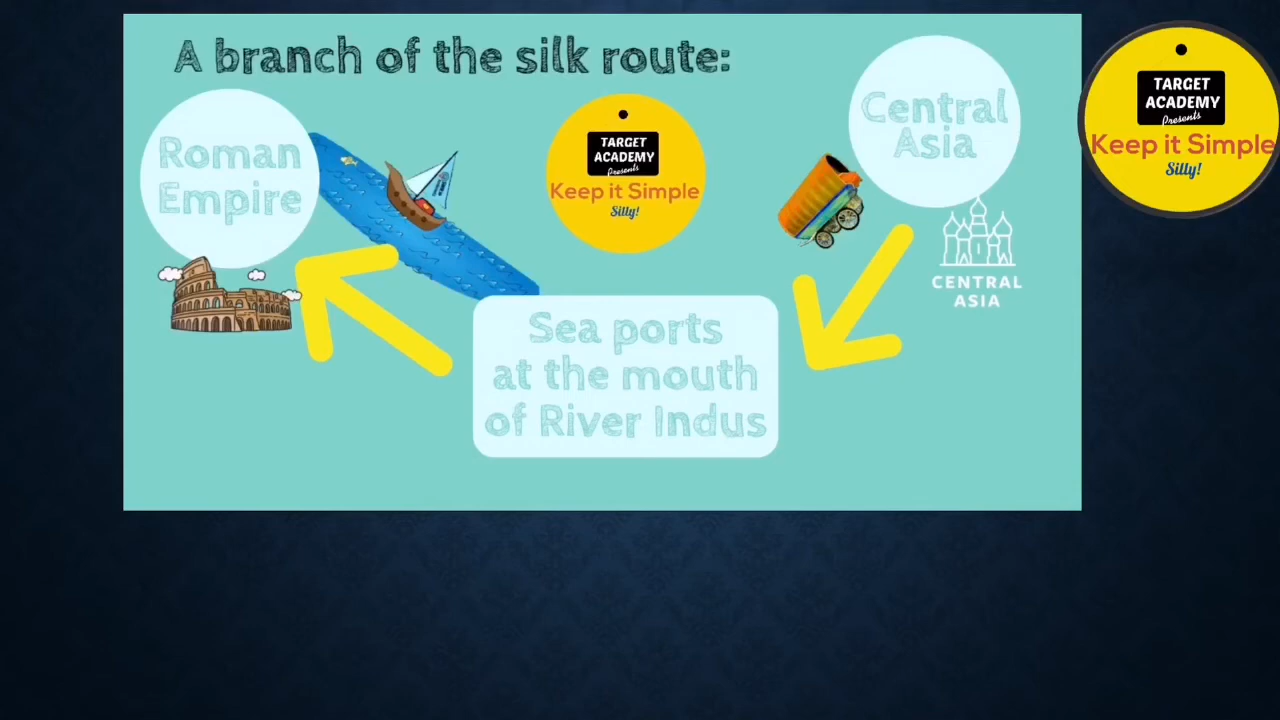 A branch of the silk route:
Roman
Empire
TARGET
ACADEMY
Presents
Keep it Simple
Silly!
Central
Asia
CENTRAL
ASIA
Sea ports
at the mouth
of River Indus
TARGET
ACADEMY
Presents
Keep it Simple
Silly!